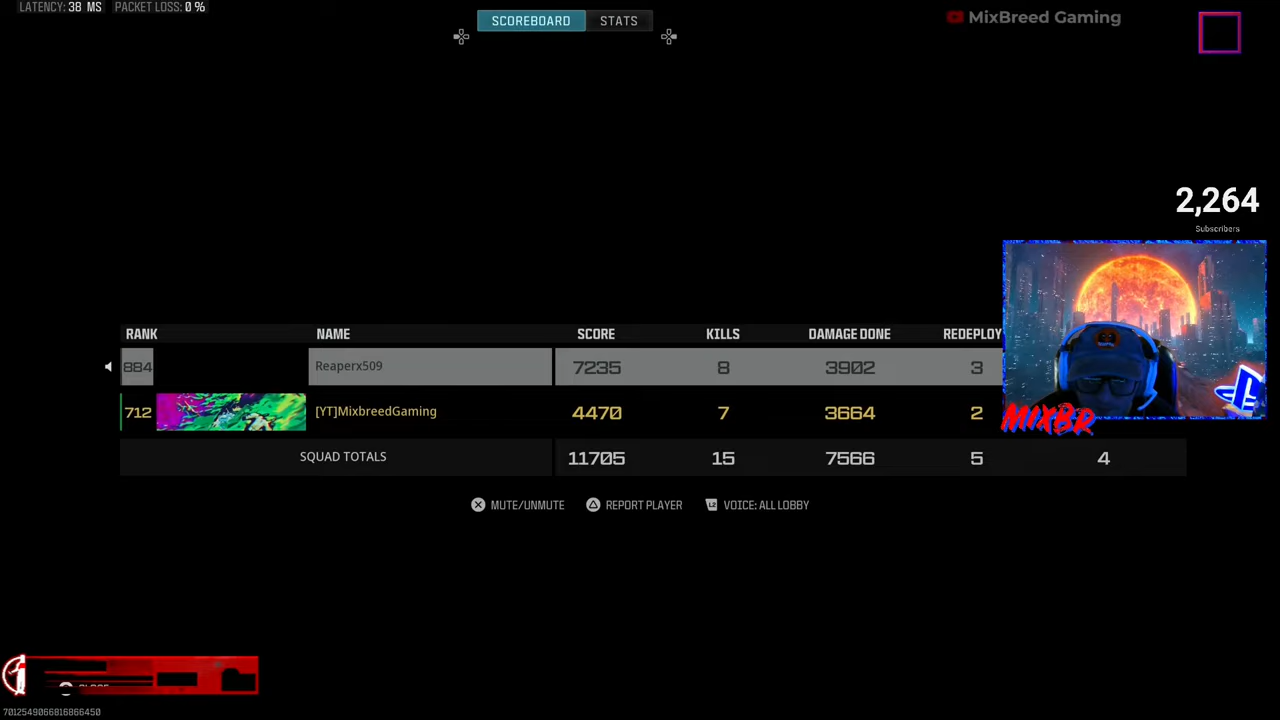 LATENCY: 38 MS PACKET LOSS: 0 %
SCOREBOARD STATS
MixBreed Gaming
2,264
Subscribers
RANK NAME SCORE KILLS DAMAGE DONE REDEPLOY
884 Reaperx509 7235 8 3902 3
712 [YT]MixbreedGaming 4470 7 3664 2
MIXBR
SQUAD TOTALS 11705 15 7566 5 4
MUTE/UNMUTE REPORT PLAYER VOICE: ALL LOBBY
7012549066816866450